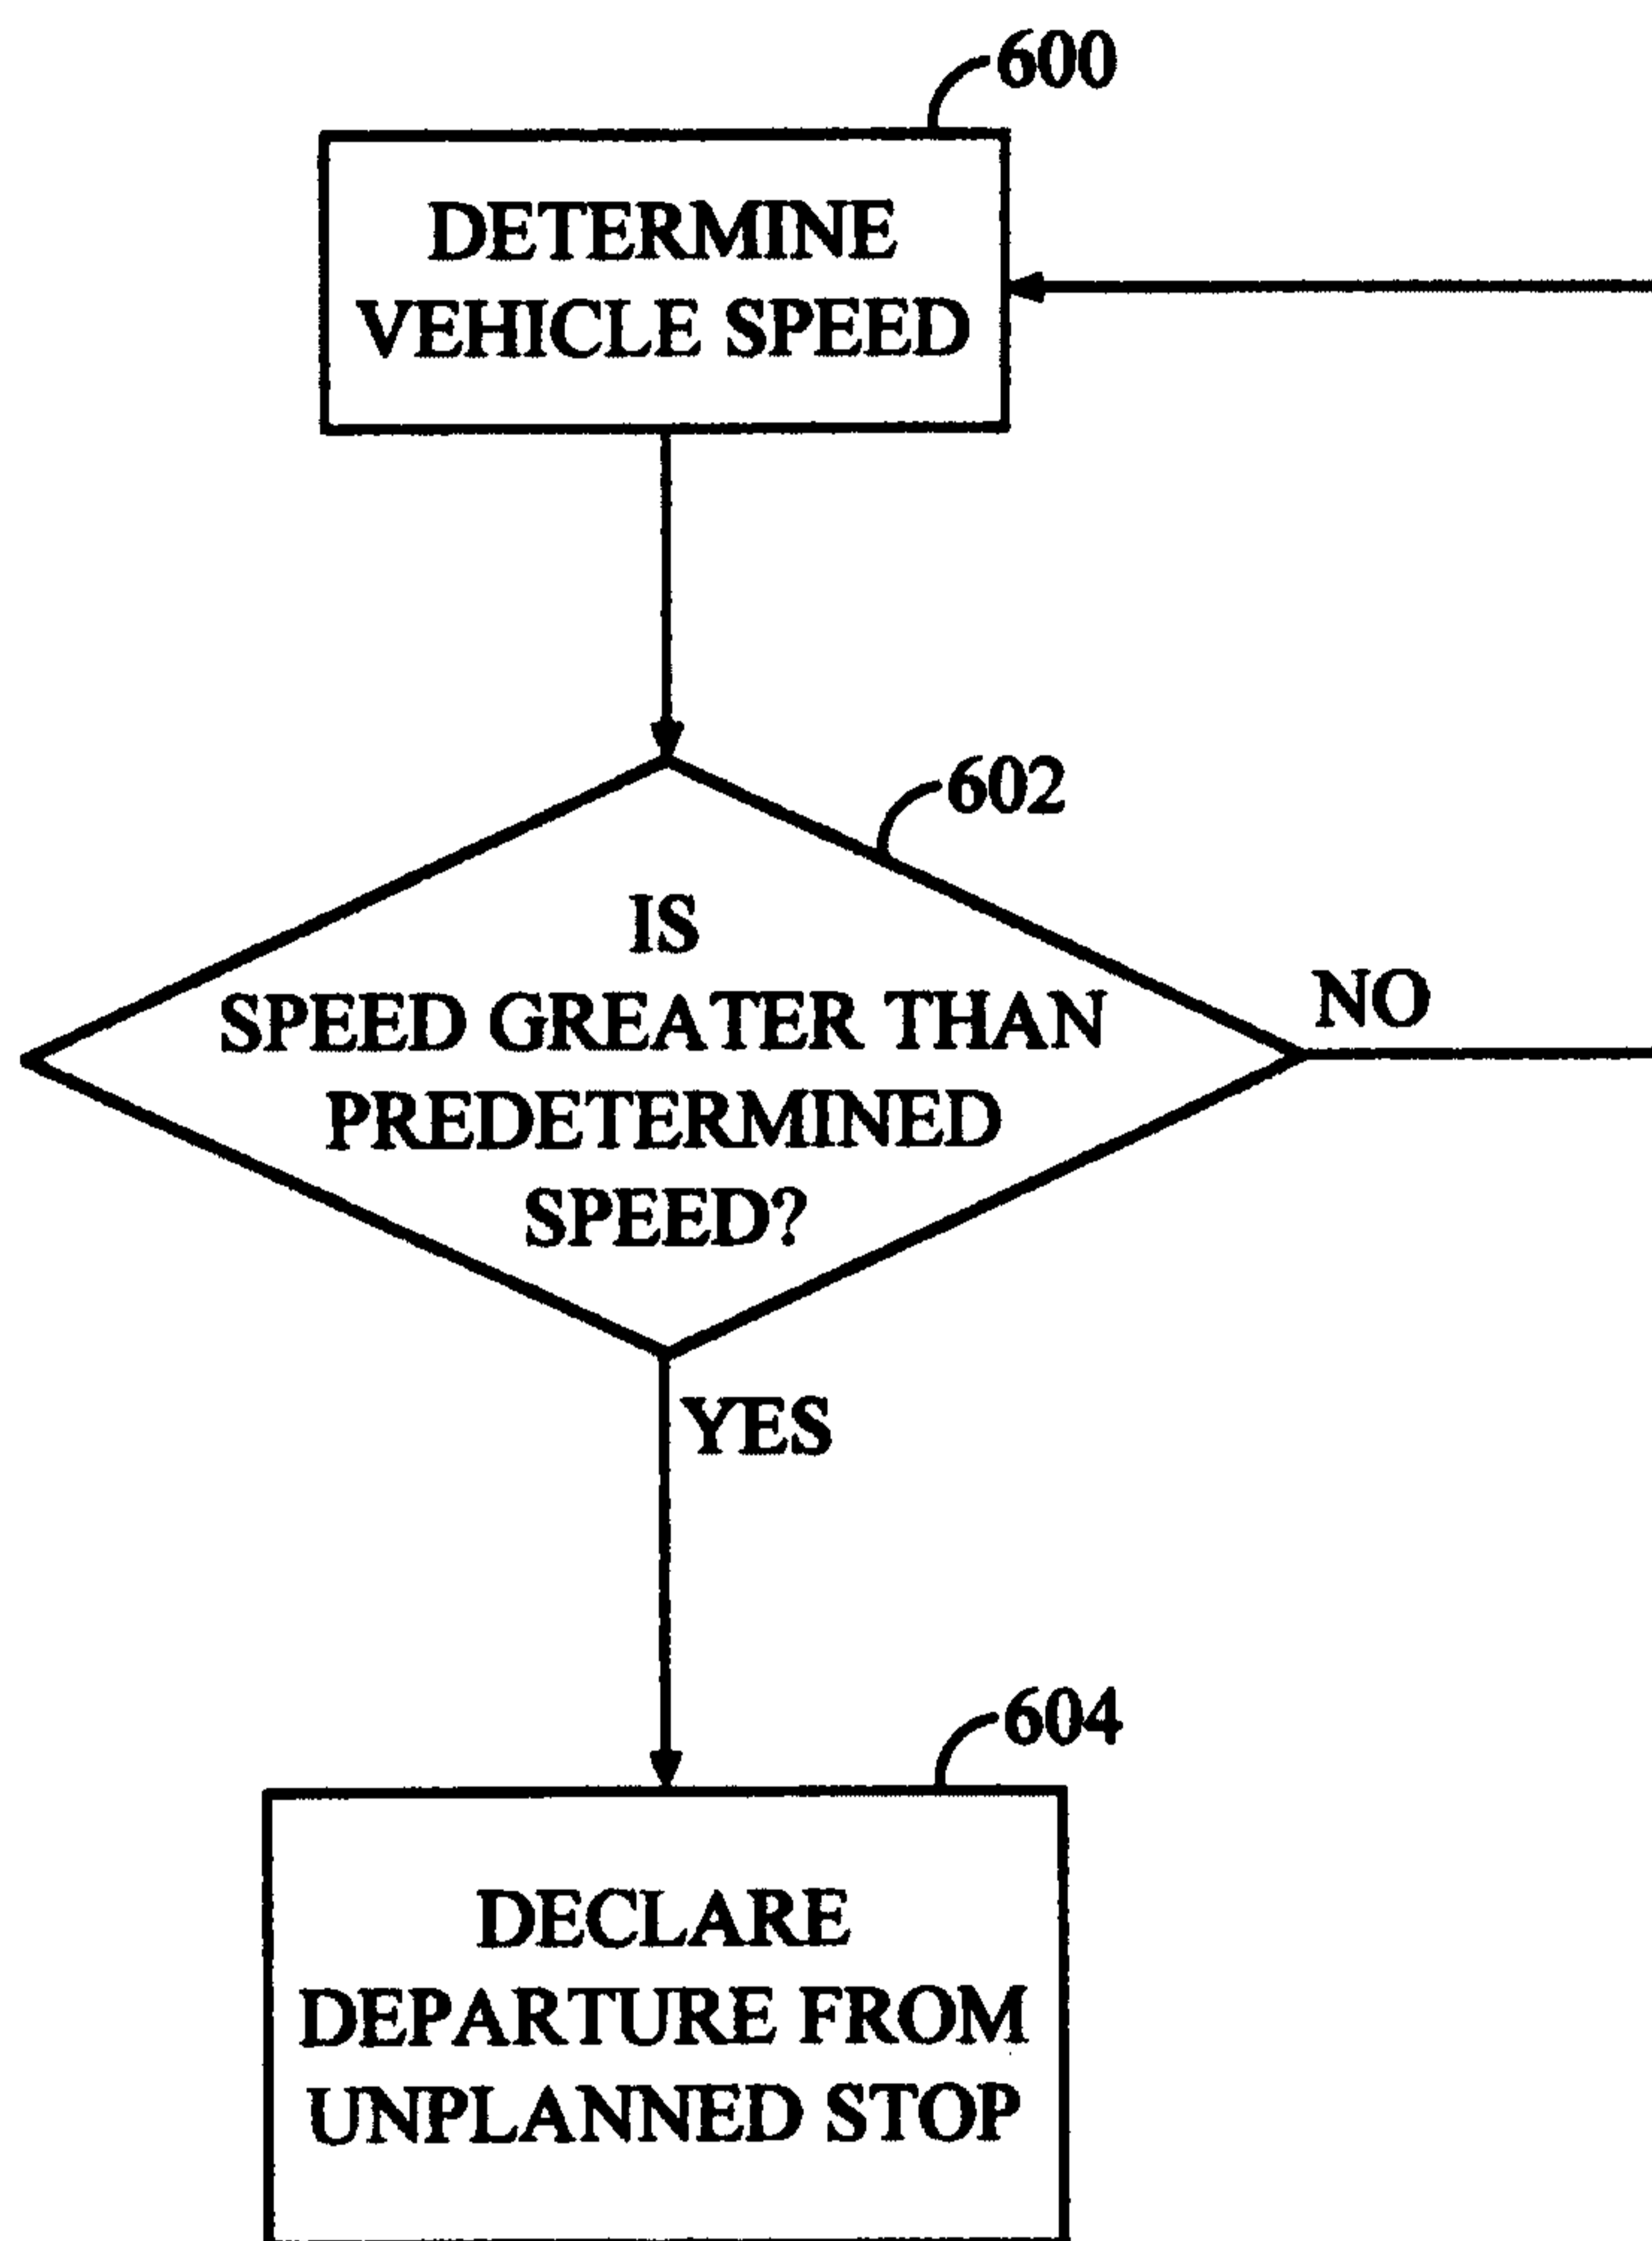 600
DETERMINE
VEHICLE SPEED
602
IS
SPEED GREATER THAN
PREDETERMINED
SPEED?
NO
YES
604
DECLARE
DEPARTURE FROM
UNPLANNED STOP